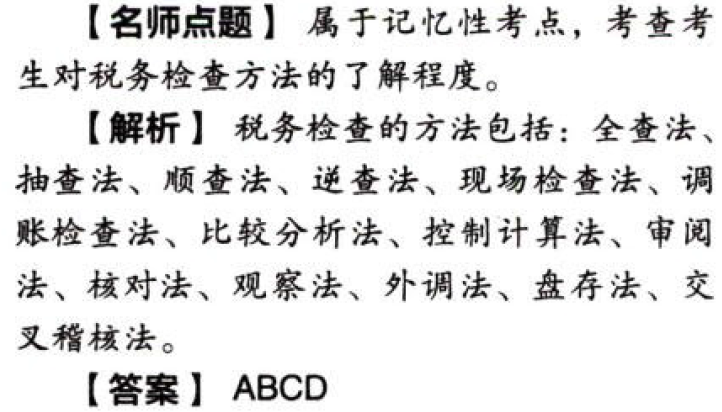 【名师点题】 属于记忆性考点，考查考
生对税务检查方法的了解程度。
【解析】 税务检查的方法包括：全查法、
抽查法、顺查法、逆查法、现场检查法、调
账检查法、比较分析法、控制计算法、审阅
法、核对法、观察法、外调法、盘存法、交
叉稽核法。
【答案】 ABCD